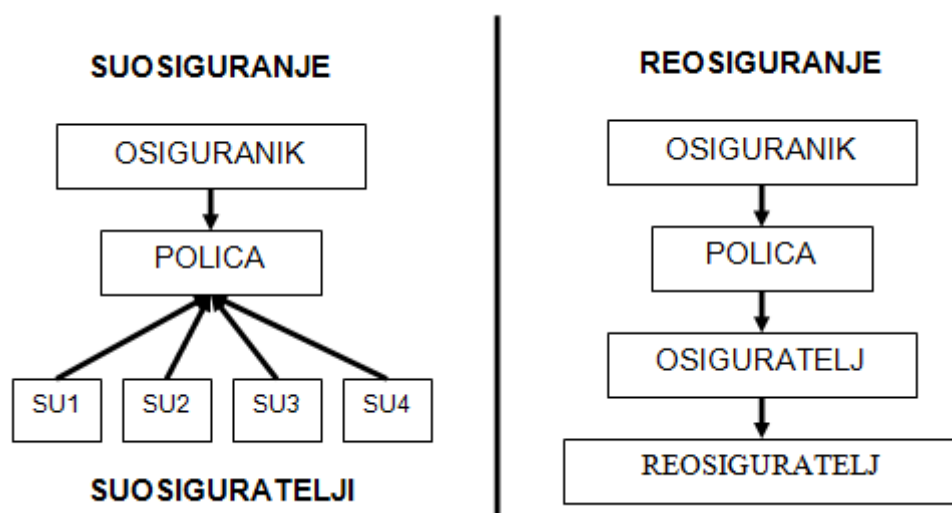 SUOSIGURANJE
OSIGURANIK
POLICA
SU1
SU2
SU3
SU4
SUOSIGURATELJI
REOSIGURANJE
OSIGURANIK
POLICA
OSIGURATELJ
REOSIGURATELJ